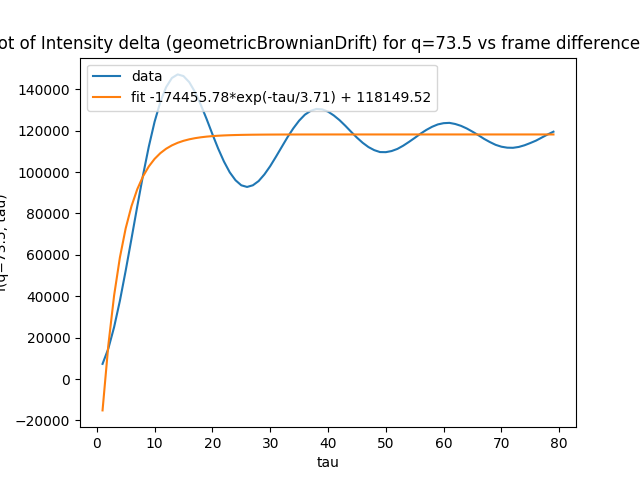 ot of Intensity delta (geometricBrownianDrift) for q=73.5 vs frame difference
data
fit -174455.78*exp(-tau/3.71) + 118149.52
140000
120000
100000
80000
60000
40000
20000
0
−20000
0 10 20 30 40 50 60 70 80
tau